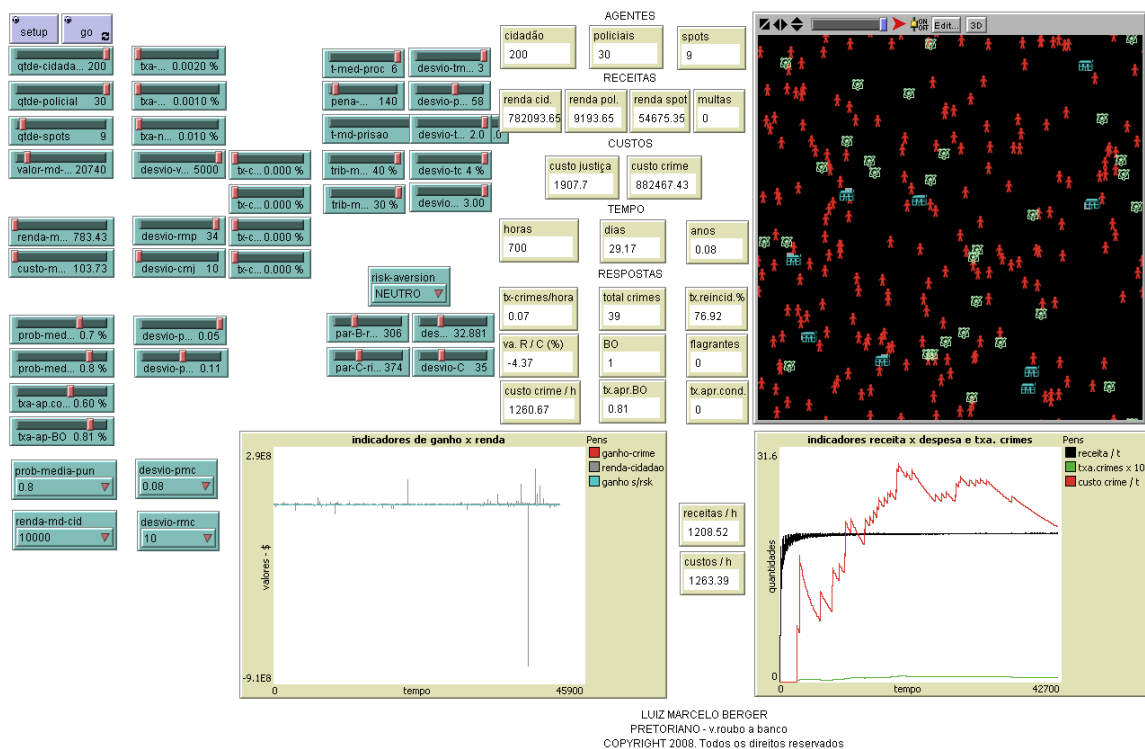 setup
go
qtde-cidada... 200
txa-... 0.0020 %
qtde-policial 30
txa-... 0.0010 %
qtde-spots 9
txa-n... 0.010 %
valor-md-... 20740
desvio-v... 5000
tx-c... 0.000 %
tx-c... 0.000 %
renda-m... 783.43
desvio-rmp 34
tx-c... 0.000 %
custo-m... 103.73
desvio-cmj 10
tx-c... 0.000 %
t-med-proc 6
desvio-tm... 3
pena-... 140
desvio-p... 58
t-md-prisao
desvio-t... 2.0
0
trib-m... 40 %
desvio-tc 4 %
trib-m... 30 %
desvio... 3.00
risk-aversion
NEUTRO
par-B-r... 306
des... 32.881
par-C-ri... 374
desvio-C 35
prob-med... 0.7 %
desvio-p... 0.05
prob-med... 0.8 %
desvio-p... 0.11
txa-ap.co... 0.60 %
txa-ap-BO 0.81 %
prob-media-pun
0.8
desvio-pmc
0.08
renda-md-cid
10000
desvio-rmc
10
AGENTES
cidadão
200
policiais
30
spots
9
RECEITAS
renda cid.
782093.65
renda pol.
9193.65
renda spot
54675.35
multas
0
CUSTOS
custo justiça
1907.7
custo crime
882467.43
TEMPO
horas
700
dias
29.17
anos
0.08
RESPOSTAS
tx-crimes/hora
0.07
total crimes
39
tx.reincid.%
76.92
va. R / C (%)
-4.37
BO
1
flagrantes
0
custo crime / h
1260.67
tx.apr.BO
0.81
tx.apr.cond.
0
ON
OFF
Edit...
3D
indicadores de ganho x renda
2.9E8
valores - $
-9.1E8
0
tempo
45900
Pens
ganho-crime
renda-cidadao
ganho s/rsk
receitas / h
1208.52
custos / h
1263.39
indicadores receita x despesa e txa. crimes
31.6
quantidades
0
0
tempo
42700
Pens
receita / t
txa.crimes x 10
custo crime / t
LUIZ MARCELO BERGER
PRETORIANO - v.roubo a banco
COPYRIGHT 2008. Todos os direitos reservados